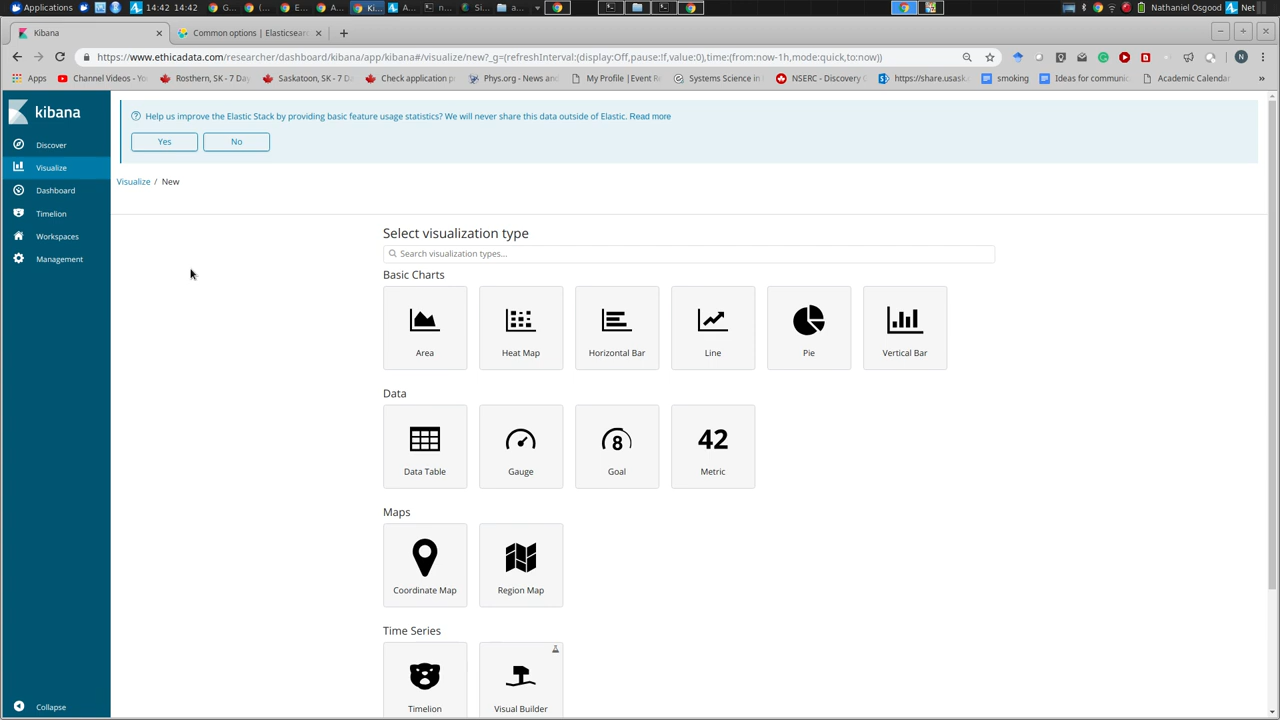 Applications
14:42 14:42
G...
(...
E...
A...
Ki...
A...
n...
Si...
a...
Nathaniel Osgood
Net
Kibana
Common options | Elasticsear
https://www.ethicadata.com/researcher/dashboard/kibana/app/kibana#/visualize/new?_g=(refreshInterval:(display:Off,pause:!f,value:0),time:(from:now-1h,mode:quick,to:now))
N
Apps
Channel Videos - Yo
Rosthern, SK - 7 Day
Saskatoon, SK - 7 D
Check application p
Phys.org - News and
My Profile | Event R
Systems Science in
NSERC - Discovery G
https://share.usask
smoking
Ideas for communic
Academic Calendar
»
kibana
Help us improve the Elastic Stack by providing basic feature usage statistics? We will never share this data outside of Elastic. Read more
Yes
No
Discover
Visualize
Dashboard
Timelion
Workspaces
Management
Collapse
Visualize / New
Select visualization type
Search visualization types...
Basic Charts
Area
Heat Map
Horizontal Bar
Line
Pie
Vertical Bar
Data
8
42
Data Table
Gauge
Goal
Metric
Maps
Coordinate Map
Region Map
Time Series
Timelion
Visual Builder